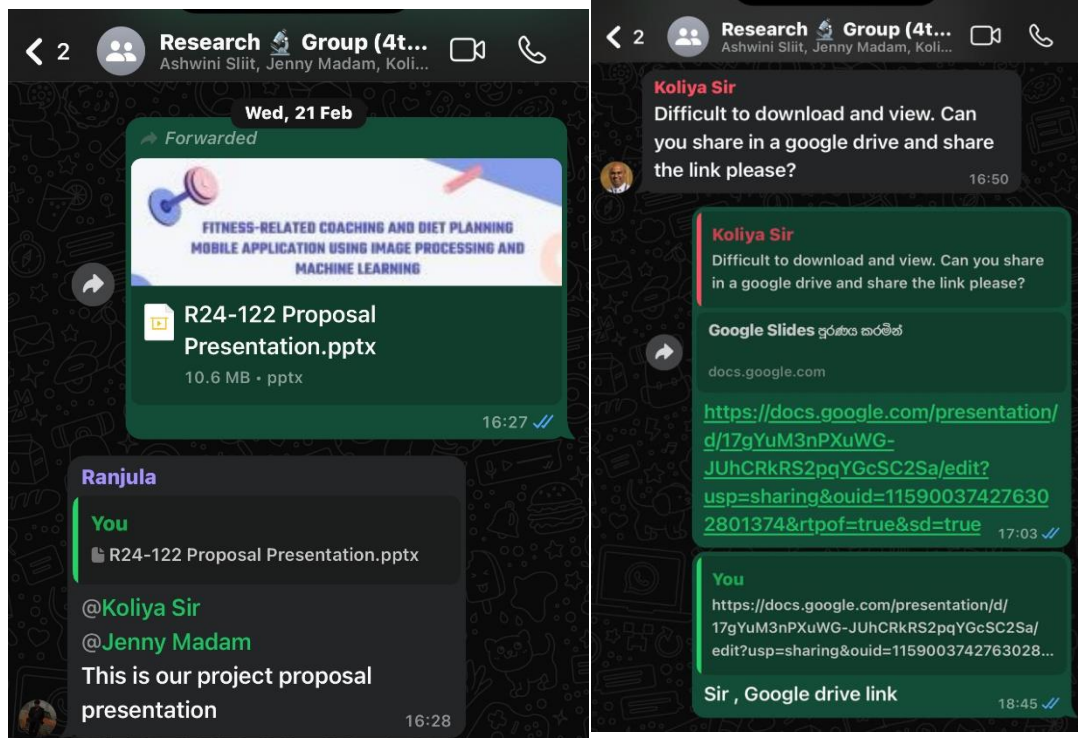 2
Research 🔬 Group (4t...
Ashwini Sliit, Jenny Madam, Koli...
Wed, 21 Feb
Forwarded
FITNESS-RELATED COACHING AND DIET PLANNING
MOBILE APPLICATION USING IMAGE PROCESSING AND
MACHINE LEARNING
R24-122 Proposal
Presentation.pptx
10.6 MB • pptx
16:27
Ranjula
You
R24-122 Proposal Presentation.pptx
@Koliya Sir
@Jenny Madam
This is our project proposal
presentation
16:28
2
Research 🔬 Group (4t...
Ashwini Sliit, Jenny Madam, Koli...
Koliya Sir
Difficult to download and view. Can
you share in a google drive and share
the link please?
16:50
Koliya Sir
Difficult to download and view. Can you share
in a google drive and share the link please?
Google Slides පුරණය කරමින්
docs.google.com
https://docs.google.com/presentation/
d/17gYuM3nPXuWG-
JUhCRkRS2pqYGcSC2Sa/edit?
usp=sharing&ouid=11590037427630
2801374&rtpof=true&sd=true
17:03
You
https://docs.google.com/presentation/d/
17gYuM3nPXuWG-JUhCRkRS2pqYGcSC2Sa/
edit?usp=sharing&ouid=1159003742763028...
Sir , Google drive link
18:45